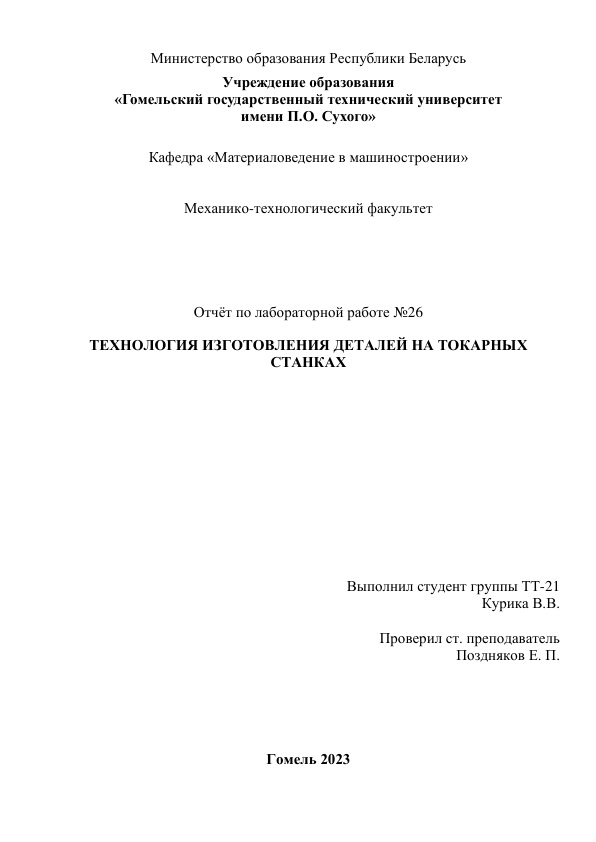 Министерство образования Республики Беларусь
Учреждение образования
«Гомельский государственный технический университет
имени П.О. Сухого»
Кафедра «Материаловедение в машиностроении»
Механико-технологический факультет
Отчёт по лабораторной работе №26
ТЕХНОЛОГИЯ ИЗГОТОВЛЕНИЯ ДЕТАЛЕЙ НА ТОКАРНЫХ
СТАНКАХ
Выполнил студент группы ТТ-21
Курика В.В.
Проверил ст. преподаватель
Поздняков Е. П.
Гомель 2023